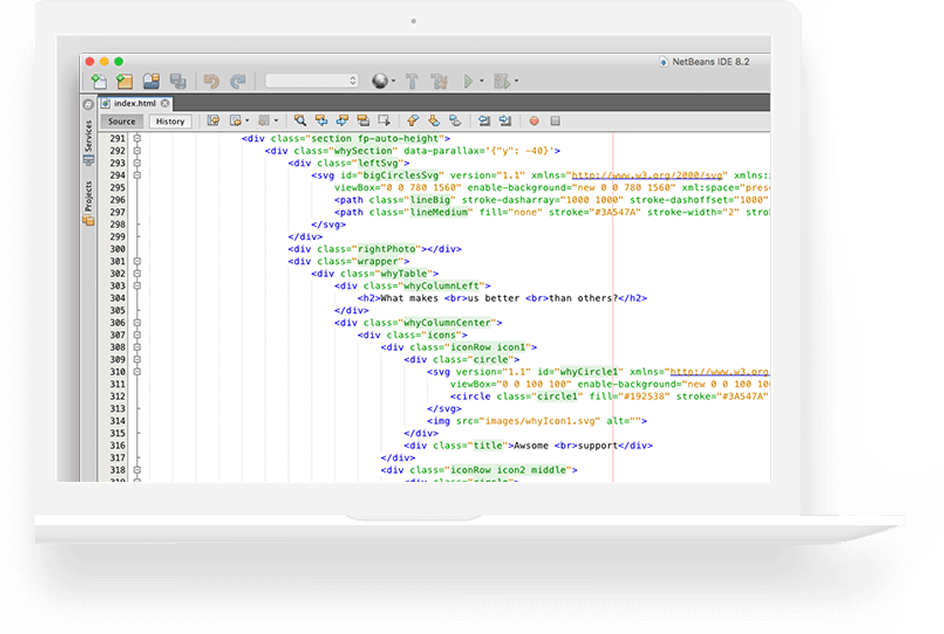 NetBeans IDE 8.2
index.html
Source History
Services
Projects
291 <div class="section fp-auto-height">
292 <div class="whySection" data-parallax='{"y": -40}'>
293 <div class="leftSvg">
294 <svg id="bigCirclesSvg" version="1.1" xmlns="http://www.w3.org/2000/svg" xmlns:
295 viewBox="0 0 780 1560" enable-background="new 0 0 780 1560" xml:space="pres
296 <path class="lineBig" stroke-dasharray="1000 1000" stroke-dashoffset="1000"
297 <path class="lineMedium" fill="none" stroke="#3A547A" stroke-width="2" stro
298 </svg>
299 </div>
300 <div class="rightPhoto"></div>
301 <div class="wrapper">
302 <div class="whyTable">
303 <div class="whyColumnLeft">
304 <h2>What makes <br>us better <br>than others?</h2>
305 </div>
306 <div class="whyColumnCenter">
307 <div class="icons">
308 <div class="iconRow icon1">
309 <div class="circle">
310 <svg version="1.1" id="whyCircle1" xmlns="http://www.w3.org
311 viewBox="0 0 100 100" enable-background="new 0 0 100 10
312 <circle class="circle1" fill="#192538" stroke="#3A547A"
313 </svg>
314 <img src="images/whyIcon1.svg" alt="">
315 </div>
316 <div class="title">Awsome <br>support</div>
317 </div>
318 <div class="iconRow icon2 middle">